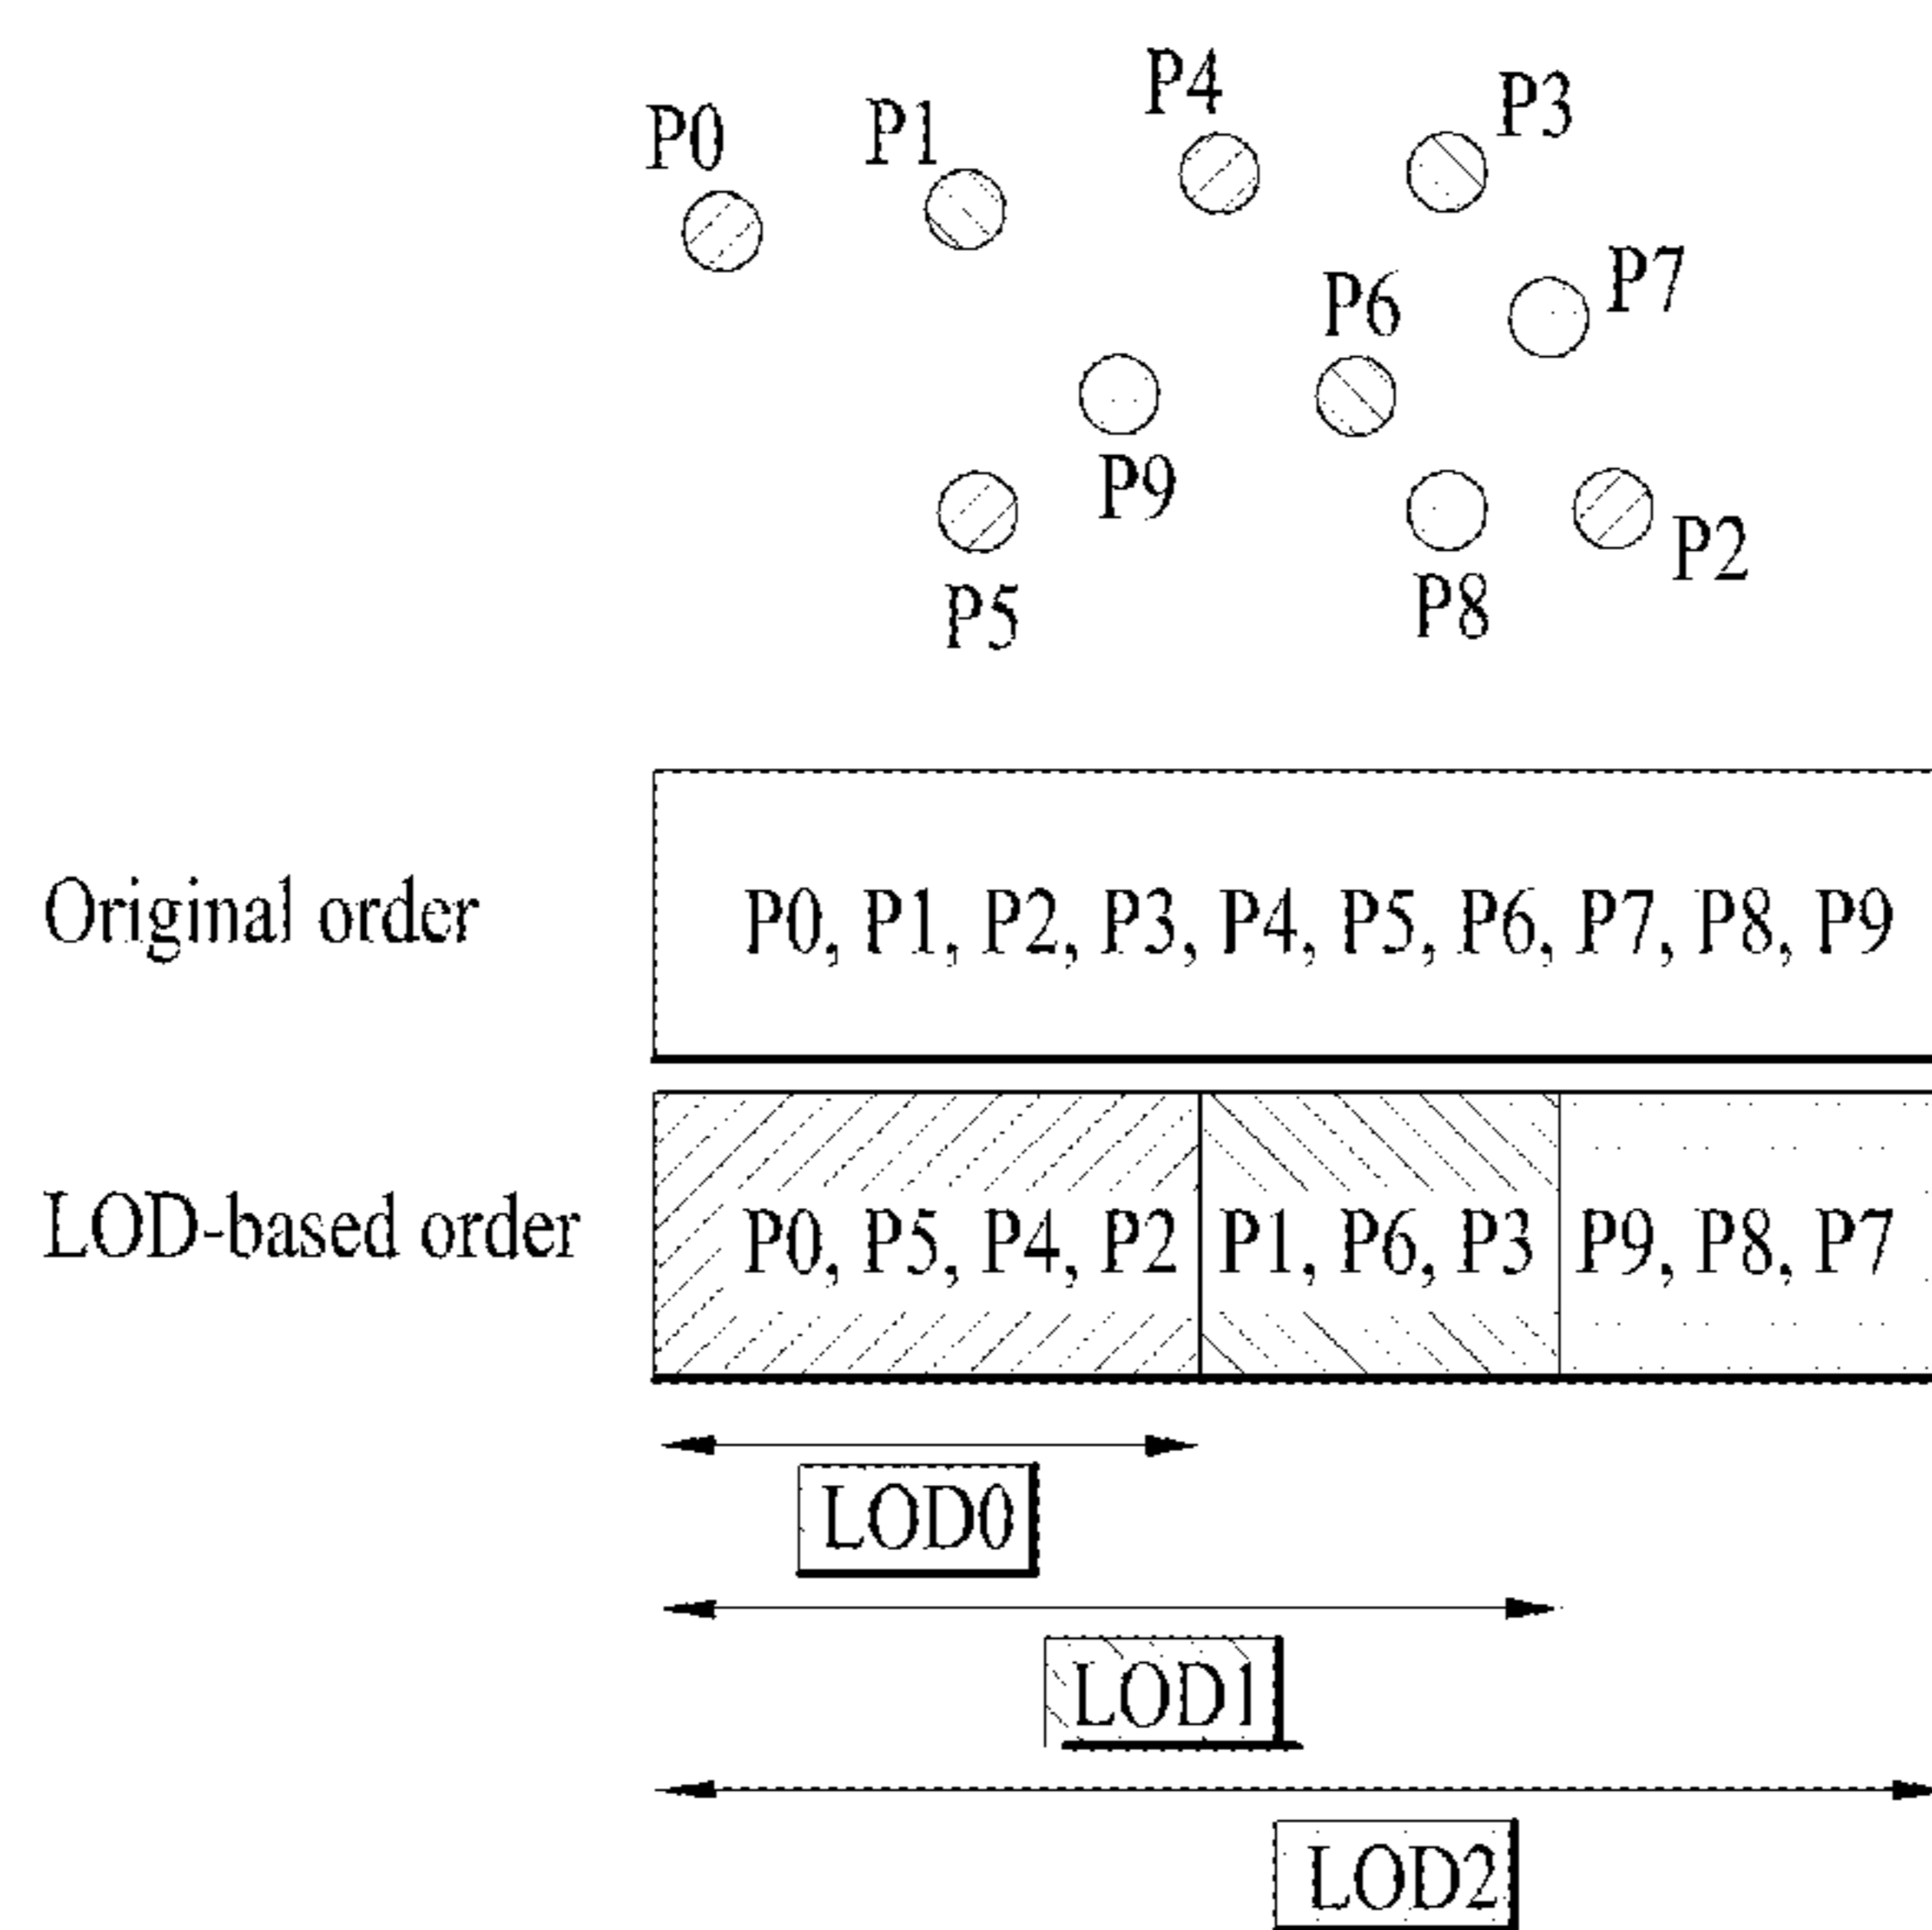 P4
P3
P0
P1
P7
P6
P9
P2
P5
P8
Original order
P0, P1, P2, P3, P4, P5, P6, P7, P8, P9
LOD-based order
P0, P5, P4, P2
P1, P6, P3
P9, P8, P7
LOD0
LOD1
LOD2